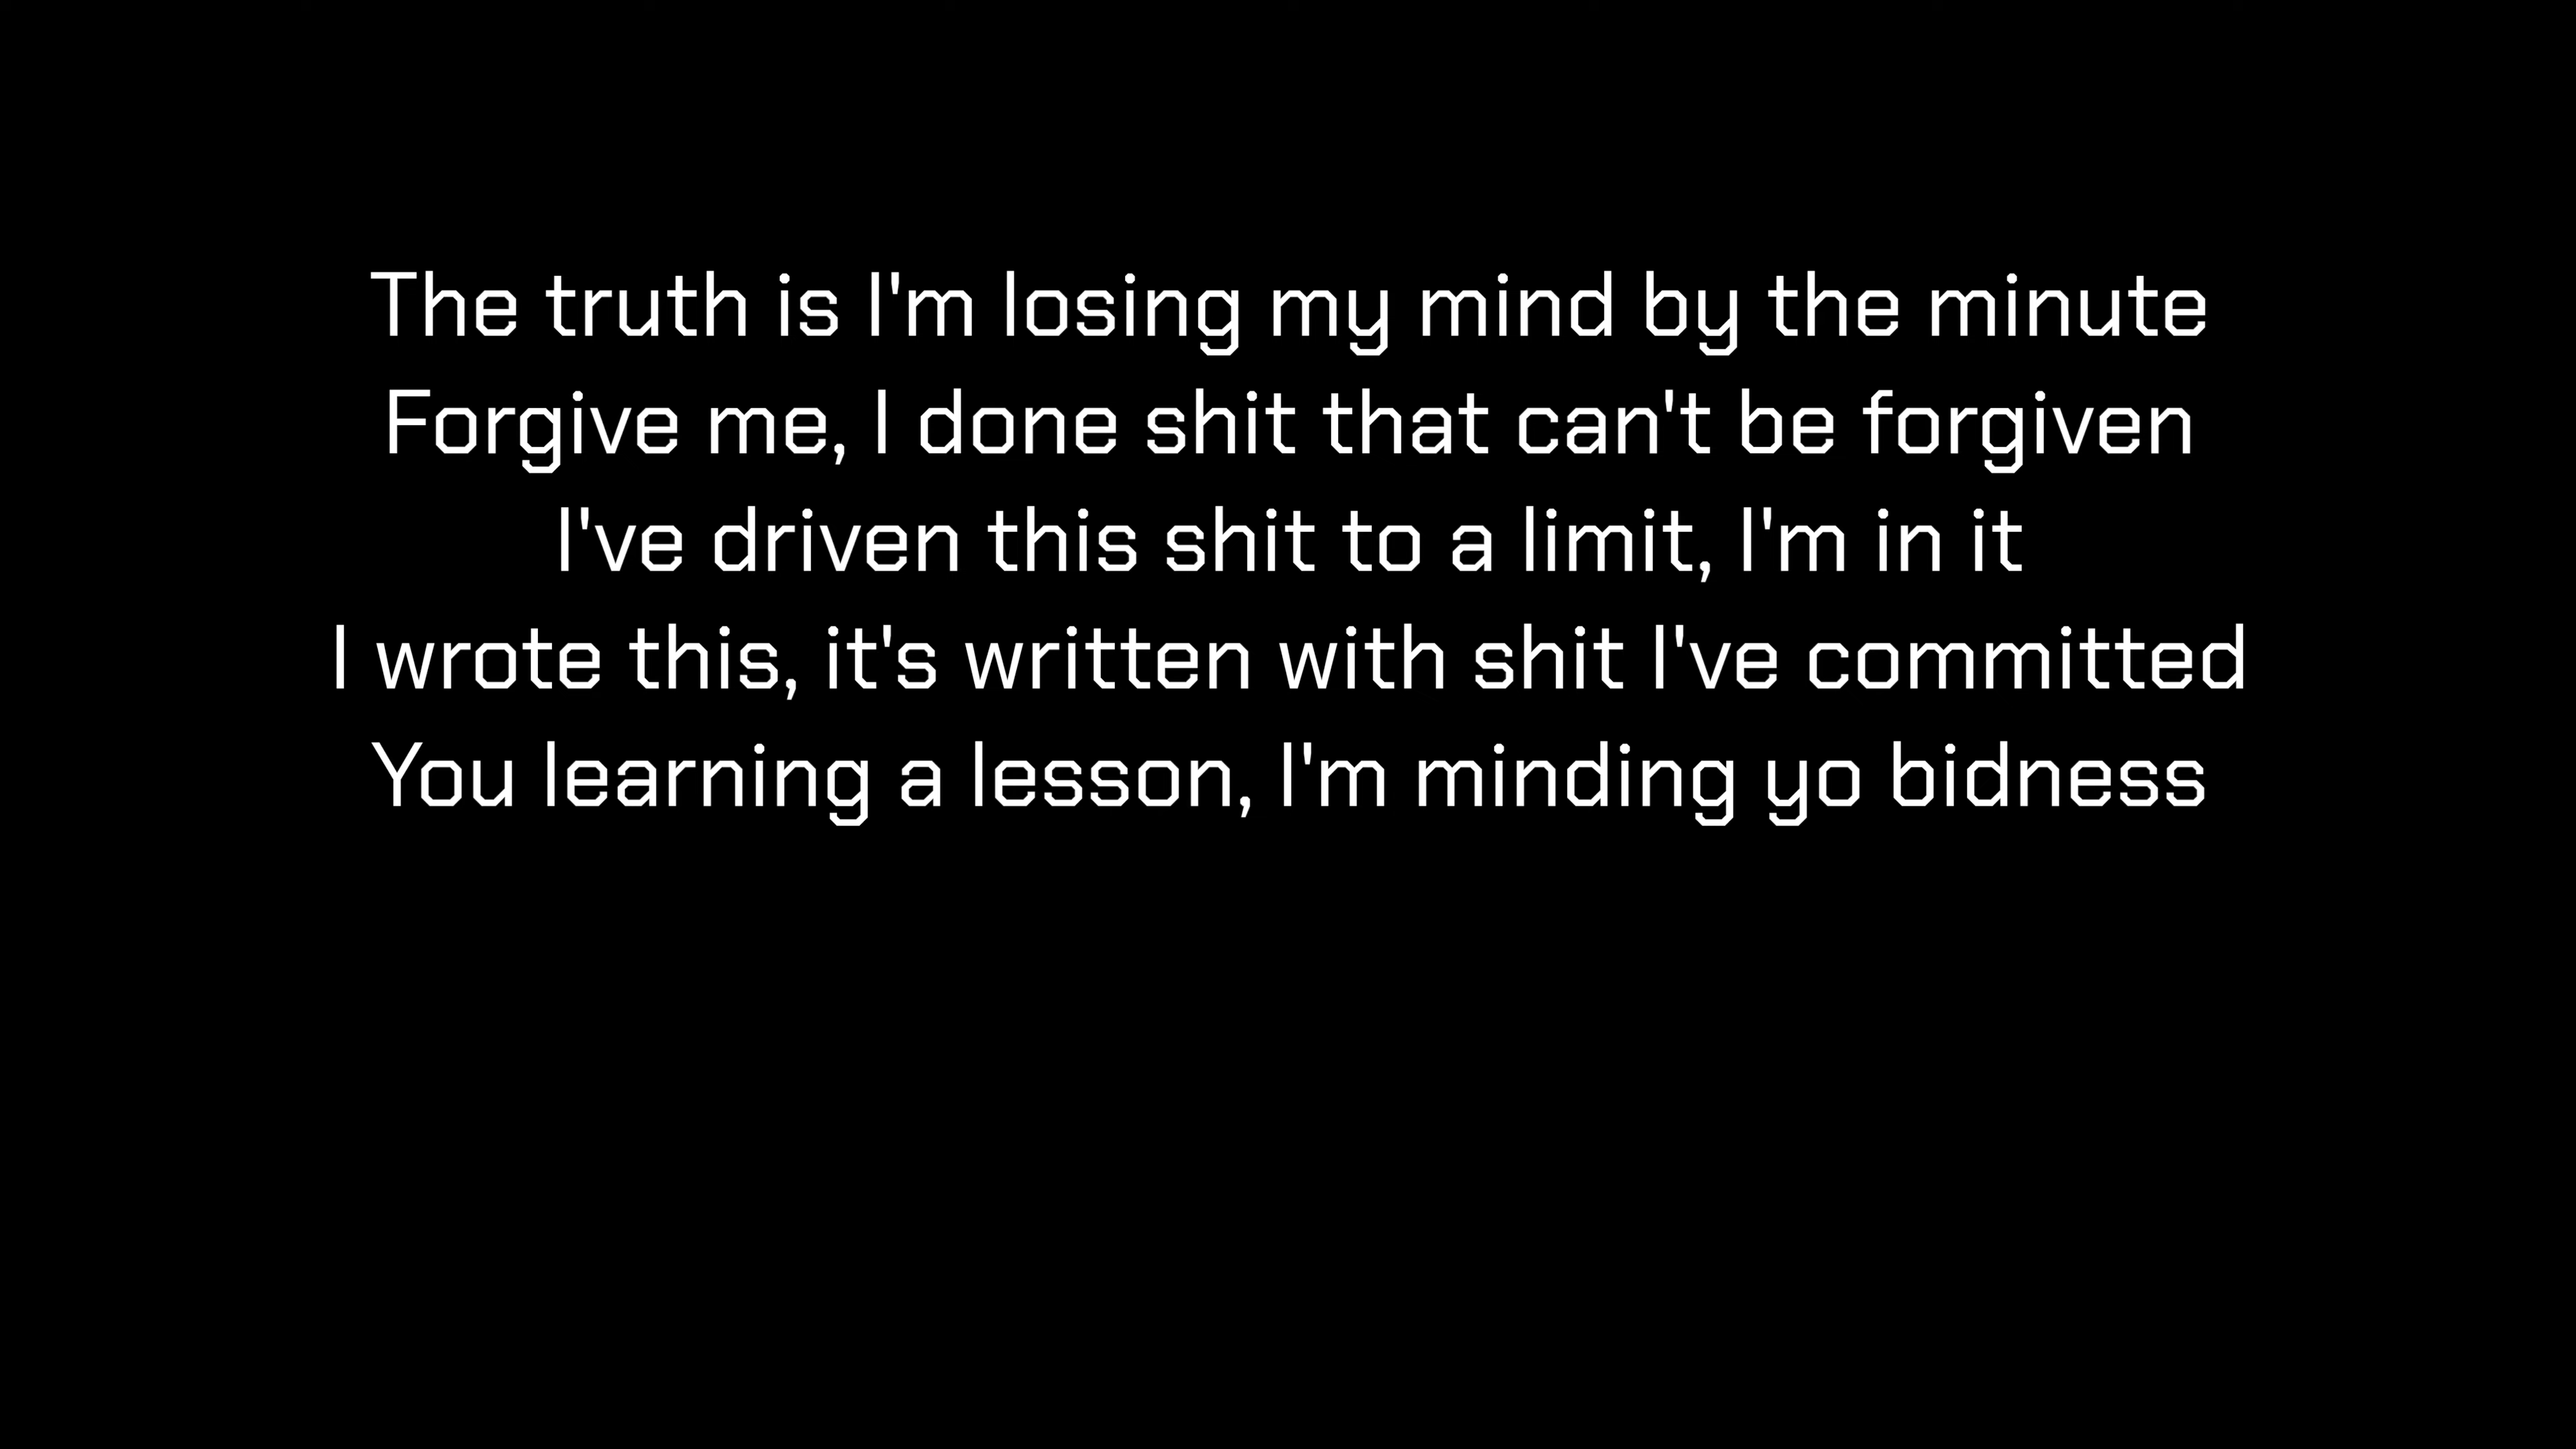 The truth is I'm losing my mind by the minute
Forgive me, I done shit that can't be forgiven
I've driven this shit to a limit, I'm in it
I wrote this, it's written with shit I've committed
You learning a lesson, I'm minding yo bidness